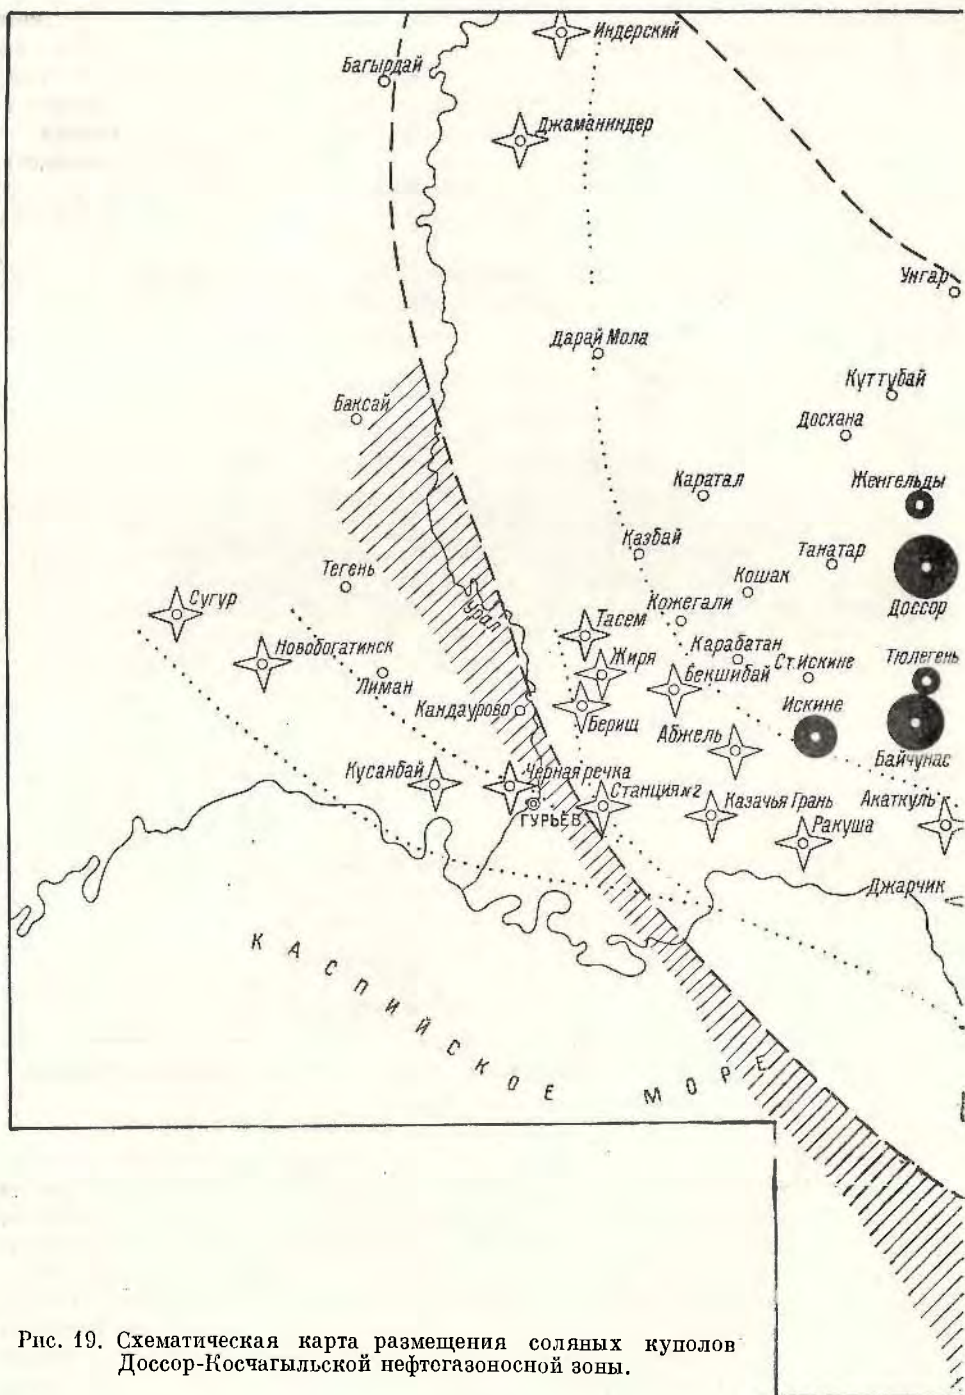 Индерский
Багырдай
Джаманиндер
Унгар
Дарай Мола
Куттубай
Баксай
Досхана
Каратал
Женгельды
Казбай
Танатар
Тегень
Кошак
Сугур
Кожегали
Доссор
Урал
Тасем
Новобогатинск
Карабатан
Жиря
Ст. Искине
Тюлегень
Бекшибай
Лиман
Кандаурово
Бериш
Искине
Абжель
Байчунас
Кусанбай
Черная речка
Станция №2
Казачья Грань
Акаткуль
ГУРЬЕВ
Ракуша
Джарчик
КАСПИЙСКОЕ МОРЕ
Рис. 19. Схематическая карта размещения соляных куполов
Доссор-Косчагыльской нефтегазоносной зоны.